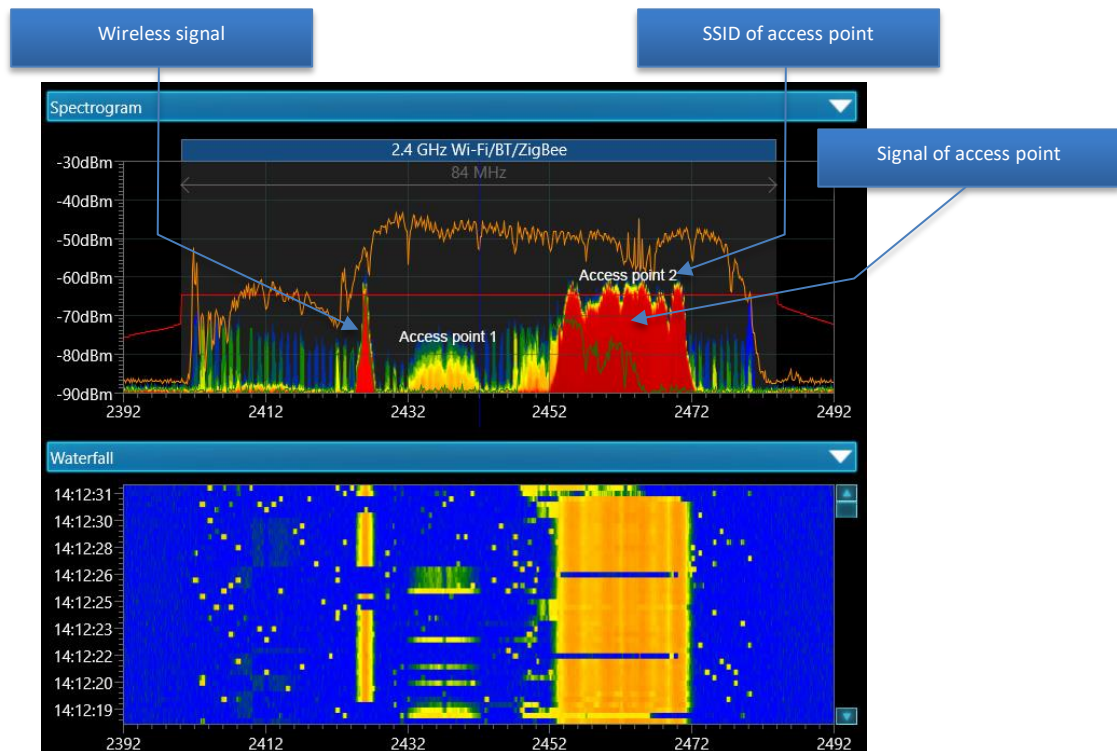 Wireless signal
SSID of access point
Spectrogram
Signal of access point
2.4 GHz Wi-Fi/BT/ZigBee
84 MHz
-30dBm
-40dBm
-50dBm
-60dBm
-70dBm
-80dBm
-90dBm
Access point 2
Access point 1
2392 2412 2432 2452 2472 2492
Waterfall
14:12:31
14:12:30
14:12:28
14:12:26
14:12:25
14:12:23
14:12:22
14:12:20
14:12:19
2392 2412 2432 2452 2472 2492